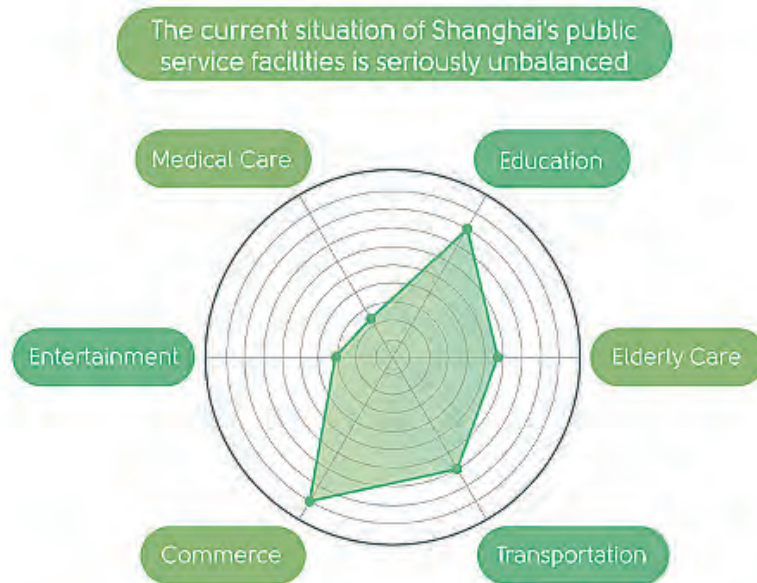 The current situation of Shanghai's public
service facilities is seriously unbalanced
Medical Care
Education
Entertainment
Elderly Care
Commerce
Transportation